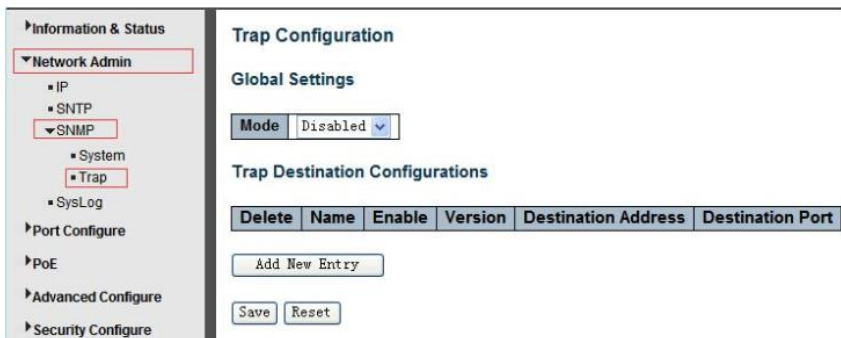 Information & Status
Network Admin
IP
SNTP
SNMP
System
Trap
SysLog
Port Configure
PoE
Advanced Configure
Security Configure
Trap Configuration
Global Settings
Mode Disabled
Trap Destination Configurations
Delete Name Enable Version Destination Address Destination Port
Add New Entry
Save Reset